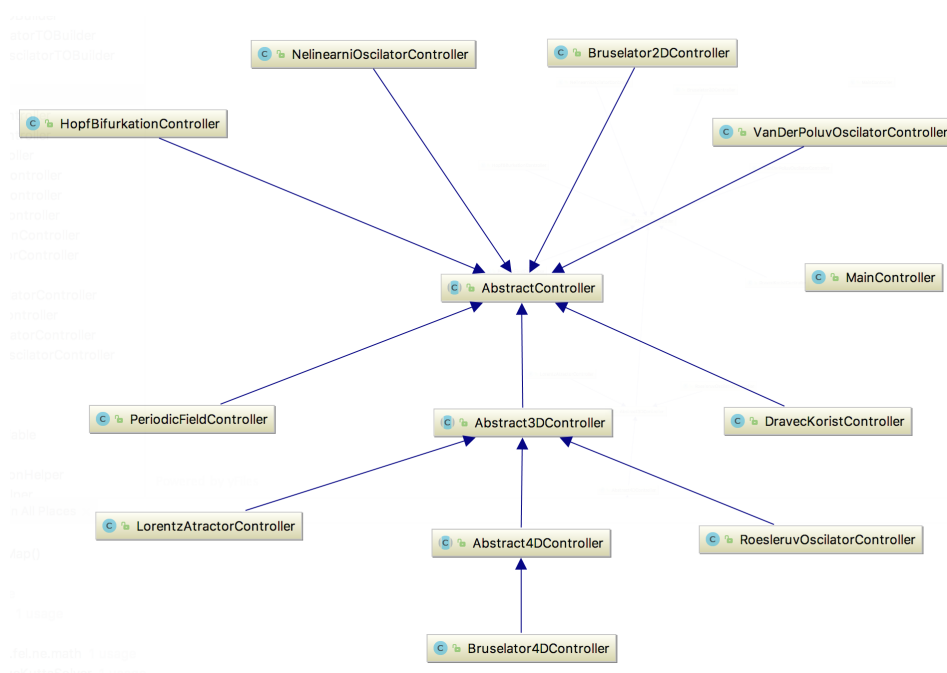 NelinearniOscilatorController
Bruselator2DController
HopfBifurkationController
VanDerPoluvOscilatorController
AbstractController
MainController
PeriodicFieldController
Abstract3DController
DravecKoristController
LorentzAtractorController
Abstract4DController
RoesleruvOscilatorController
Bruselator4DController